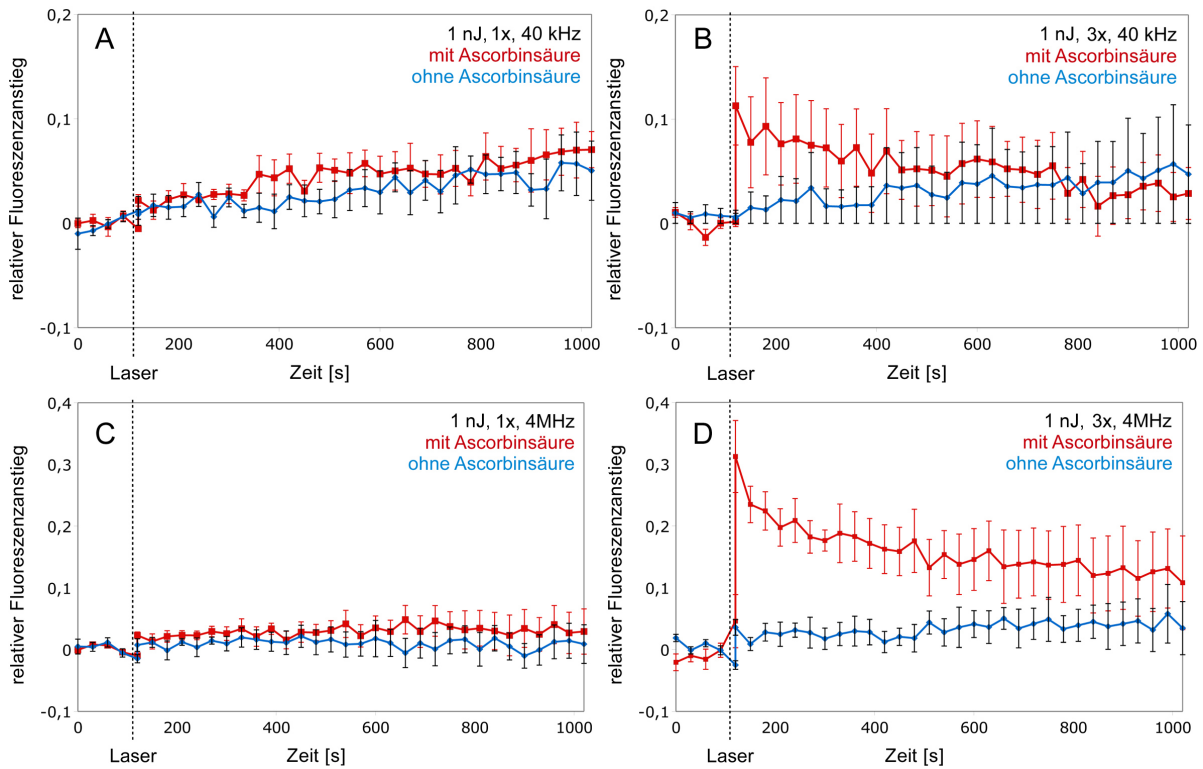 A
1 nJ, 1x, 40 kHz
mit Ascorbinsäure
ohne Ascorbinsäure
relativer Fluoreszenzanstieg
0,2
0,1
0
-0,1
0 200 400 600 800 1000
Laser
Zeit [s]
B
1 nJ, 3x, 40 kHz
mit Ascorbinsäure
ohne Ascorbinsäure
relativer Fluoreszenzanstieg
0,2
0,1
0
-0,1
0 200 400 600 800 1000
Laser
Zeit [s]
C
1 nJ, 1x, 4MHz
mit Ascorbinsäure
ohne Ascorbinsäure
relativer Fluoreszenzanstieg
0,4
0,3
0,2
0,1
0
-0,1
0 200 400 600 800 1000
Laser
Zeit [s]
D
1 nJ, 3x, 4MHz
mit Ascorbinsäure
ohne Ascorbinsäure
relativer Fluoreszenzanstieg
0,4
0,3
0,2
0,1
0
-0,1
0 200 400 600 800 1000
Laser
Zeit [s]